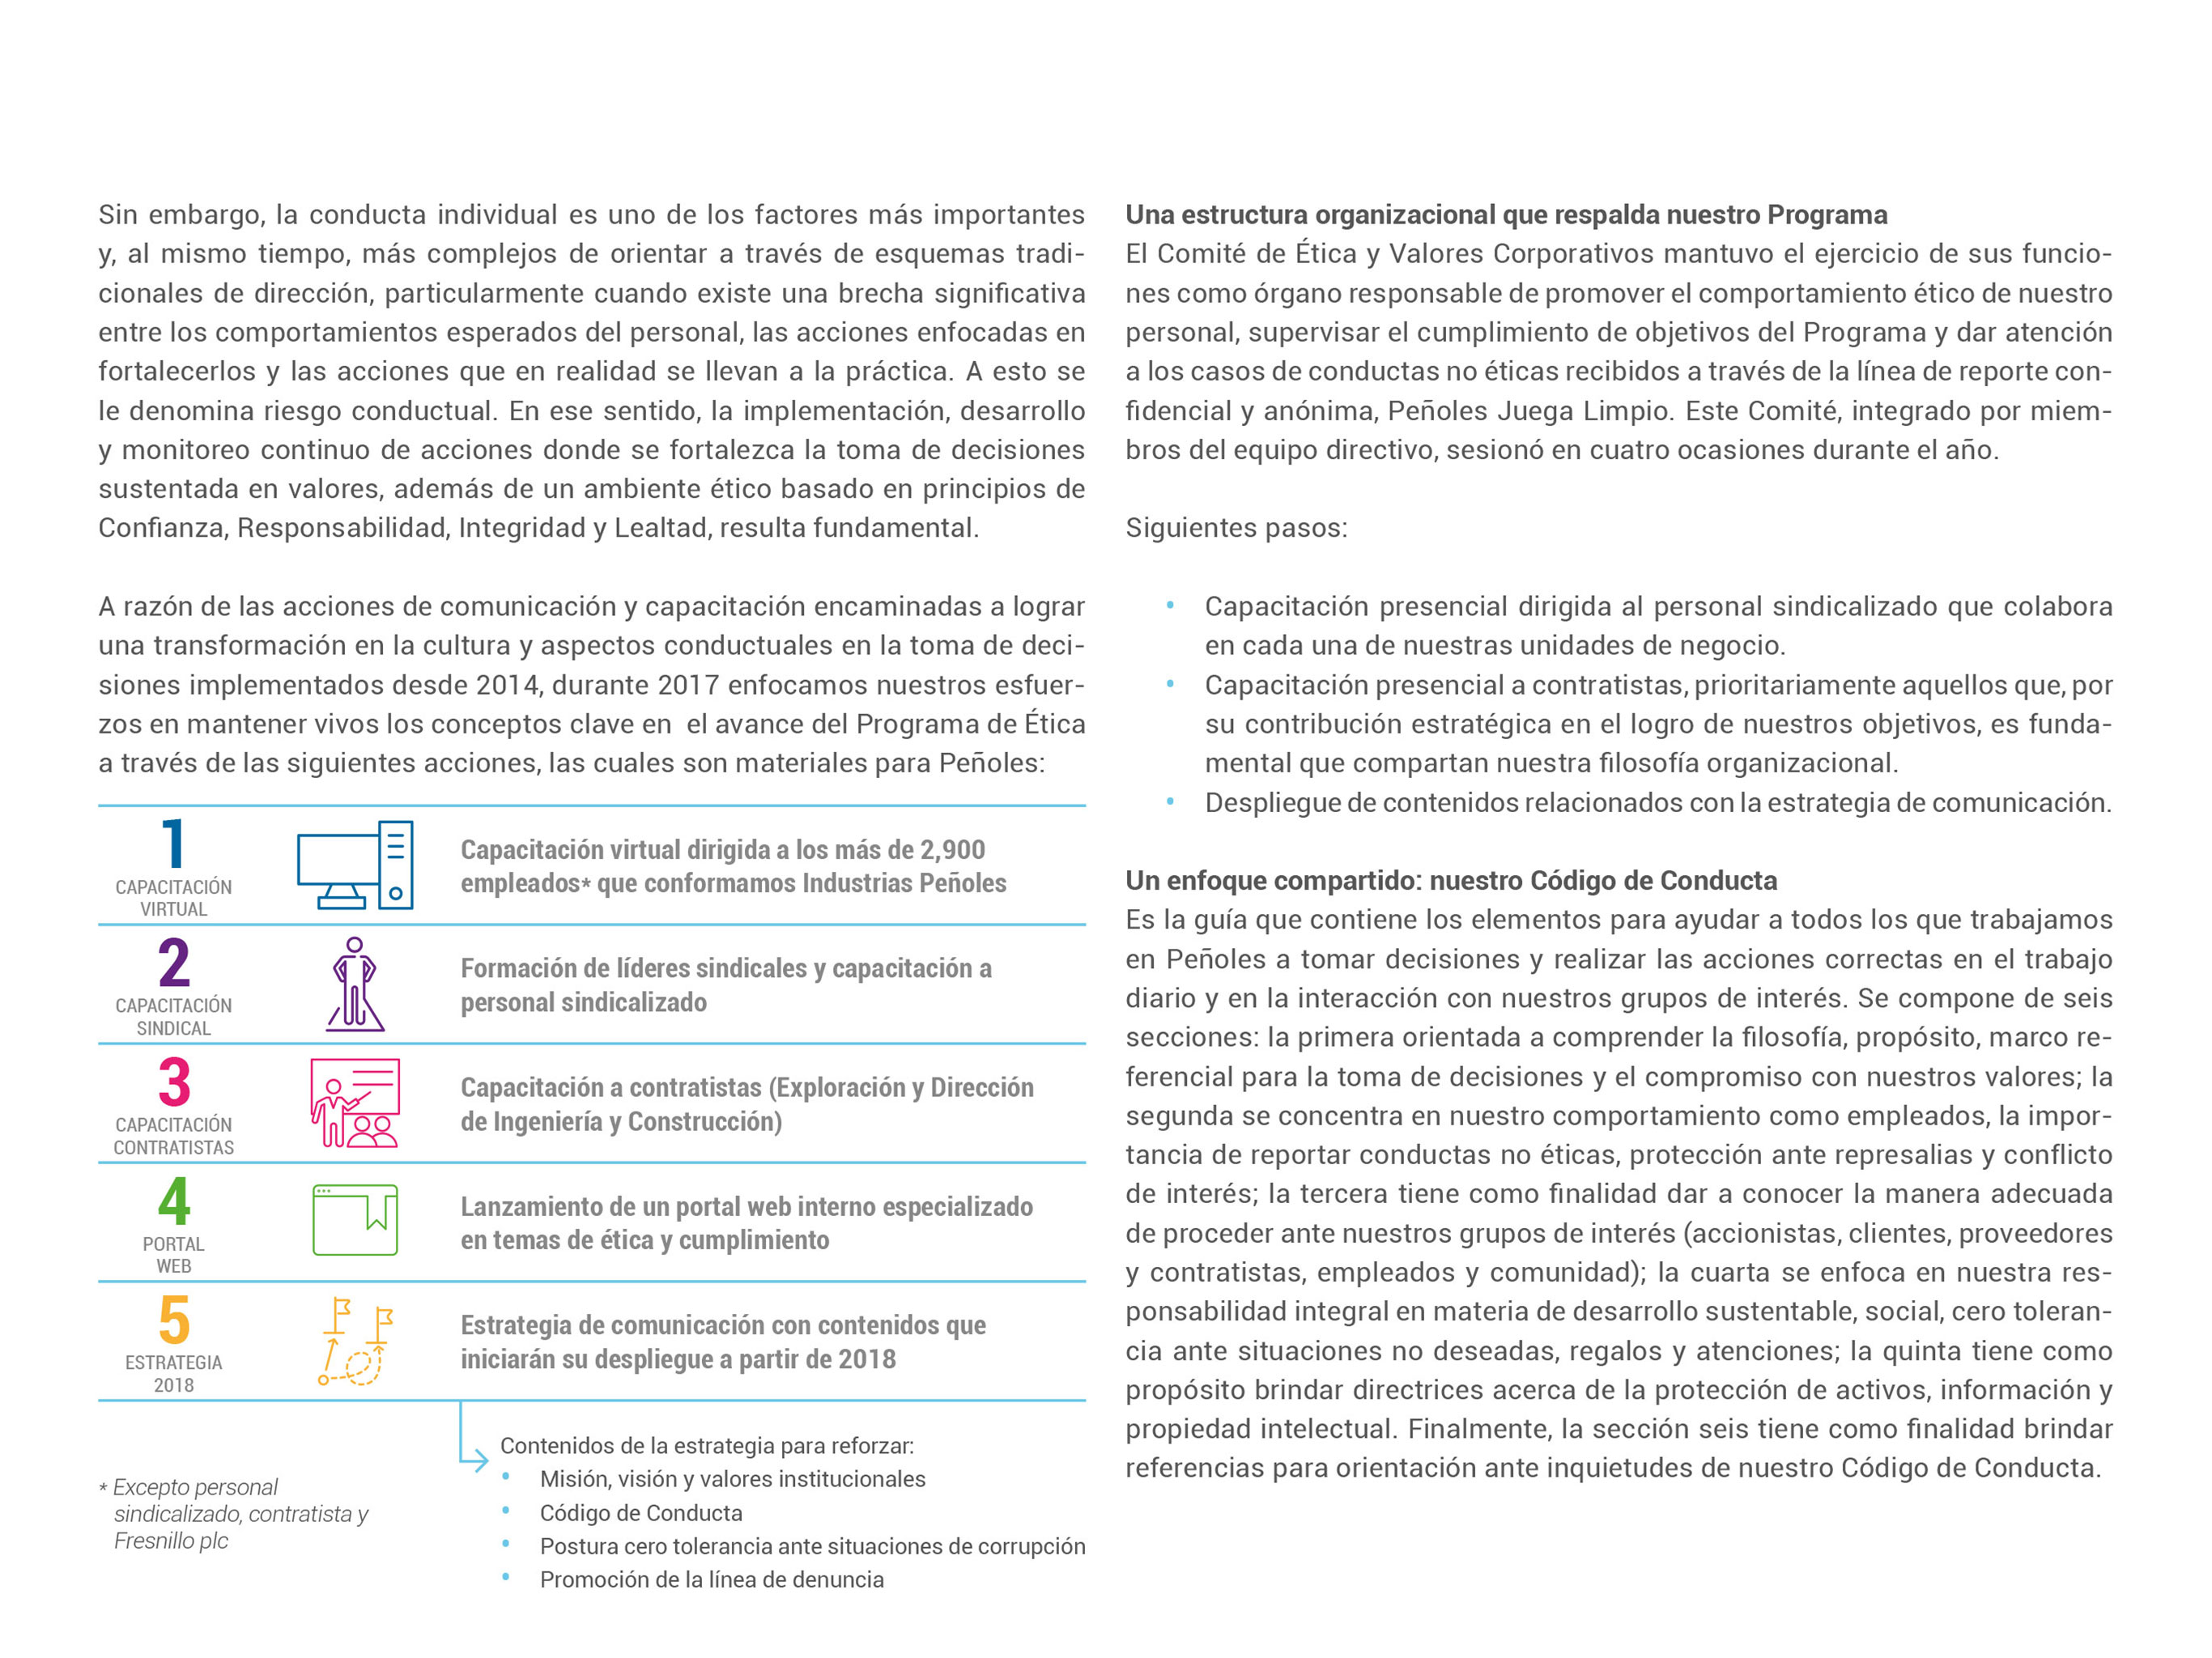 Sin embargo, la conducta individual es uno de los factores más importantes
y, al mismo tiempo, más complejos de orientar a través de esquemas tradi-
cionales de dirección, particularmente cuando existe una brecha significativa
entre los comportamientos esperados del personal, las acciones enfocadas en
fortalecerlos y las acciones que en realidad se llevan a la práctica. A esto se
le denomina riesgo conductual. En ese sentido, la implementación, desarrollo
y monitoreo continuo de acciones donde se fortalezca la toma de decisiones
sustentada en valores, además de un ambiente ético basado en principios de
Confianza, Responsabilidad, Integridad y Lealtad, resulta fundamental.
A razón de las acciones de comunicación y capacitación encaminadas a lograr
una transformación en la cultura y aspectos conductuales en la toma de deci-
siones implementados desde 2014, durante 2017 enfocamos nuestros esfuer-
zos en mantener vivos los conceptos clave en el avance del Programa de Ética
a través de las siguientes acciones, las cuales son materiales para Peñoles:
1
CAPACITACIÓN
VIRTUAL
Capacitación virtual dirigida a los más de 2,900
empleados* que conformamos Industrias Peñoles
2
CAPACITACIÓN
SINDICAL
Formación de líderes sindicales y capacitación a
personal sindicalizado
3
CAPACITACIÓN
CONTRATISTAS
Capacitación a contratistas (Exploración y Dirección
de Ingeniería y Construcción)
4
PORTAL
WEB
Lanzamiento de un portal web interno especializado
en temas de ética y cumplimiento
5
ESTRATEGIA
2018
Estrategia de comunicación con contenidos que
iniciarán su despliegue a partir de 2018
Contenidos de la estrategia para reforzar:
• Misión, visión y valores institucionales
• Código de Conducta
• Postura cero tolerancia ante situaciones de corrupción
• Promoción de la línea de denuncia
* Excepto personal
sindicalizado, contratista y
Fresnillo plc
Una estructura organizacional que respalda nuestro Programa
El Comité de Ética y Valores Corporativos mantuvo el ejercicio de sus funcio-
nes como órgano responsable de promover el comportamiento ético de nuestro
personal, supervisar el cumplimiento de objetivos del Programa y dar atención
a los casos de conductas no éticas recibidos a través de la línea de reporte con-
fidencial y anónima, Peñoles Juega Limpio. Este Comité, integrado por miem-
bros del equipo directivo, sesionó en cuatro ocasiones durante el año.
Siguientes pasos:
• Capacitación presencial dirigida al personal sindicalizado que colabora
en cada una de nuestras unidades de negocio.
• Capacitación presencial a contratistas, prioritariamente aquellos que, por
su contribución estratégica en el logro de nuestros objetivos, es funda-
mental que compartan nuestra filosofía organizacional.
• Despliegue de contenidos relacionados con la estrategia de comunicación.
Un enfoque compartido: nuestro Código de Conducta
Es la guía que contiene los elementos para ayudar a todos los que trabajamos
en Peñoles a tomar decisiones y realizar las acciones correctas en el trabajo
diario y en la interacción con nuestros grupos de interés. Se compone de seis
secciones: la primera orientada a comprender la filosofía, propósito, marco re-
ferencial para la toma de decisiones y el compromiso con nuestros valores; la
segunda se concentra en nuestro comportamiento como empleados, la impor-
tancia de reportar conductas no éticas, protección ante represalias y conflicto
de interés; la tercera tiene como finalidad dar a conocer la manera adecuada
de proceder ante nuestros grupos de interés (accionistas, clientes, proveedores
y contratistas, empleados y comunidad); la cuarta se enfoca en nuestra res-
ponsabilidad integral en materia de desarrollo sustentable, social, cero toleran-
cia ante situaciones no deseadas, regalos y atenciones; la quinta tiene como
propósito brindar directrices acerca de la protección de activos, información y
propiedad intelectual. Finalmente, la sección seis tiene como finalidad brindar
referencias para orientación ante inquietudes de nuestro Código de Conducta.